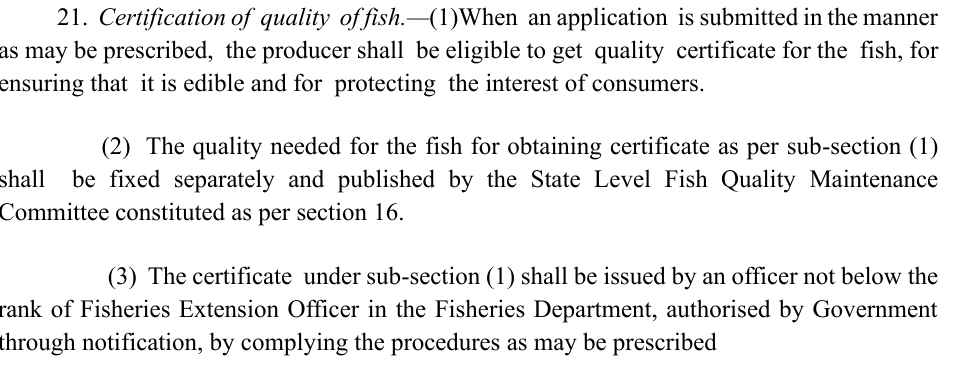 21. Certification of quality of fish.—(1)When an application is submitted in the manner
as may be prescribed, the producer shall be eligible to get quality certificate for the fish, for
ensuring that it is edible and for protecting the interest of consumers.
(2) The quality needed for the fish for obtaining certificate as per sub-section (1)
shall be fixed separately and published by the State Level Fish Quality Maintenance
Committee constituted as per section 16.
(3) The certificate under sub-section (1) shall be issued by an officer not below the
rank of Fisheries Extension Officer in the Fisheries Department, authorised by Government
through notification, by complying the procedures as may be prescribed